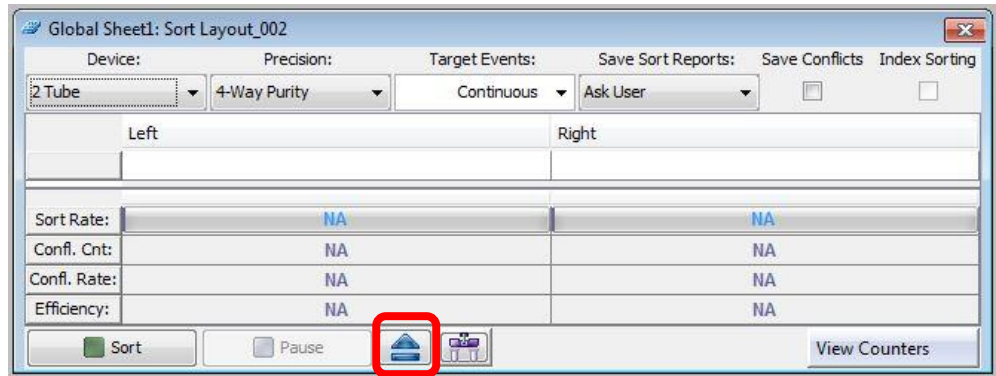 Global Sheet1: Sort Layout_002
Device: Precision: Target Events: Save Sort Reports: Save Conflicts Index Sorting
2 Tube 4-Way Purity Continuous Ask User
Left Right
Sort Rate: NA NA
Confl. Cnt: NA NA
Confl. Rate: NA NA
Efficiency: NA NA
Sort Pause View Counters